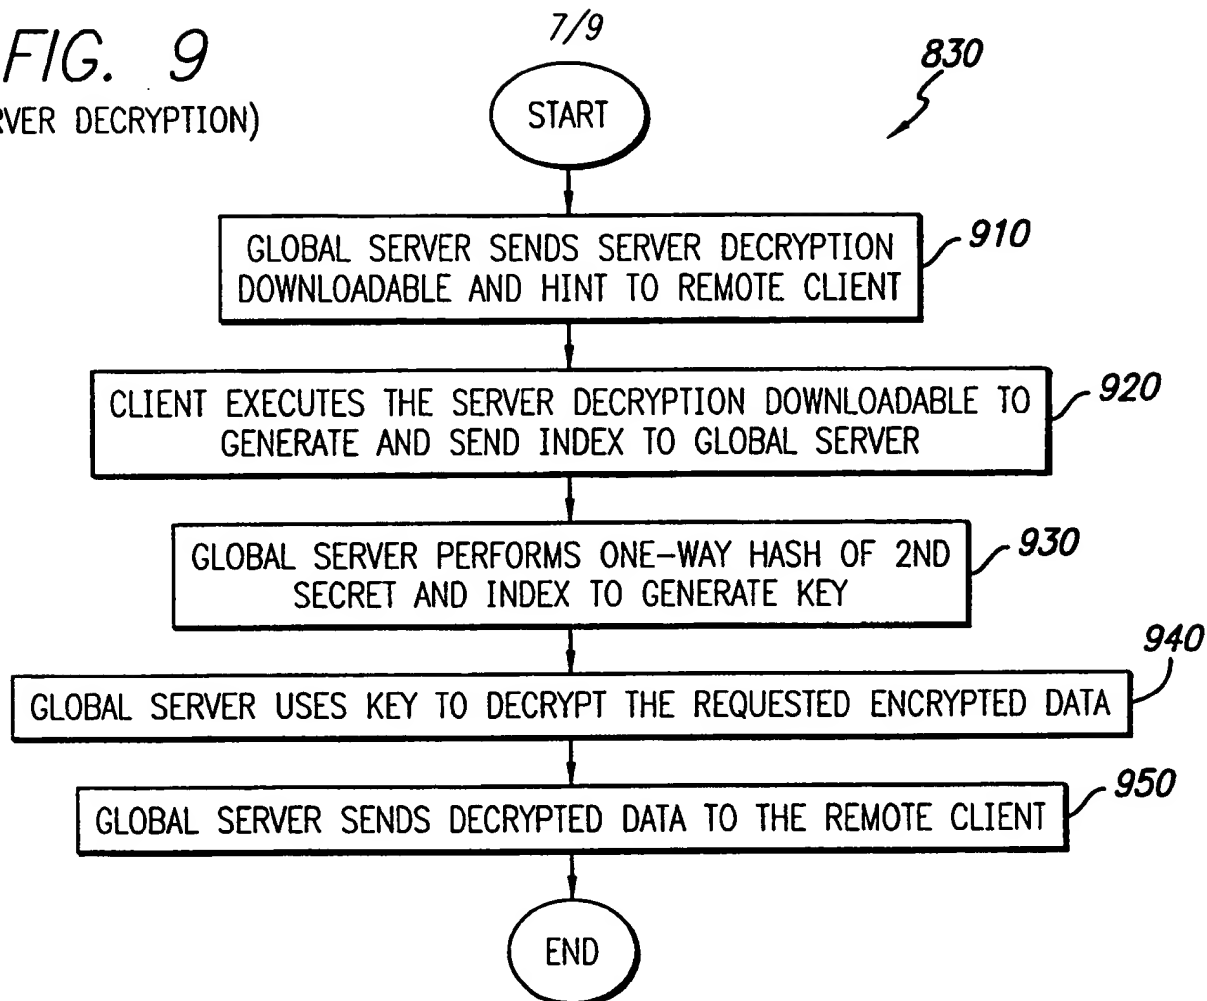 7/9
FIG. 9
RVER DECRYPTION)
830
START
GLOBAL SERVER SENDS SERVER DECRYPTION
DOWNLOADABLE AND HINT TO REMOTE CLIENT
910
CLIENT EXECUTES THE SERVER DECRYPTION DOWNLOADABLE TO
GENERATE AND SEND INDEX TO GLOBAL SERVER
920
GLOBAL SERVER PERFORMS ONE-WAY HASH OF 2ND
SECRET AND INDEX TO GENERATE KEY
930
GLOBAL SERVER USES KEY TO DECRYPT THE REQUESTED ENCRYPTED DATA
940
GLOBAL SERVER SENDS DECRYPTED DATA TO THE REMOTE CLIENT
950
END